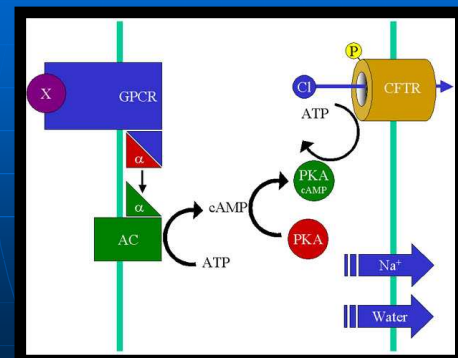 X
GPCR
α
α
AC
cAMP
ATP
P
Cl
CFTR
ATP
PKA
cAMP
PKA
Na⁺
Water